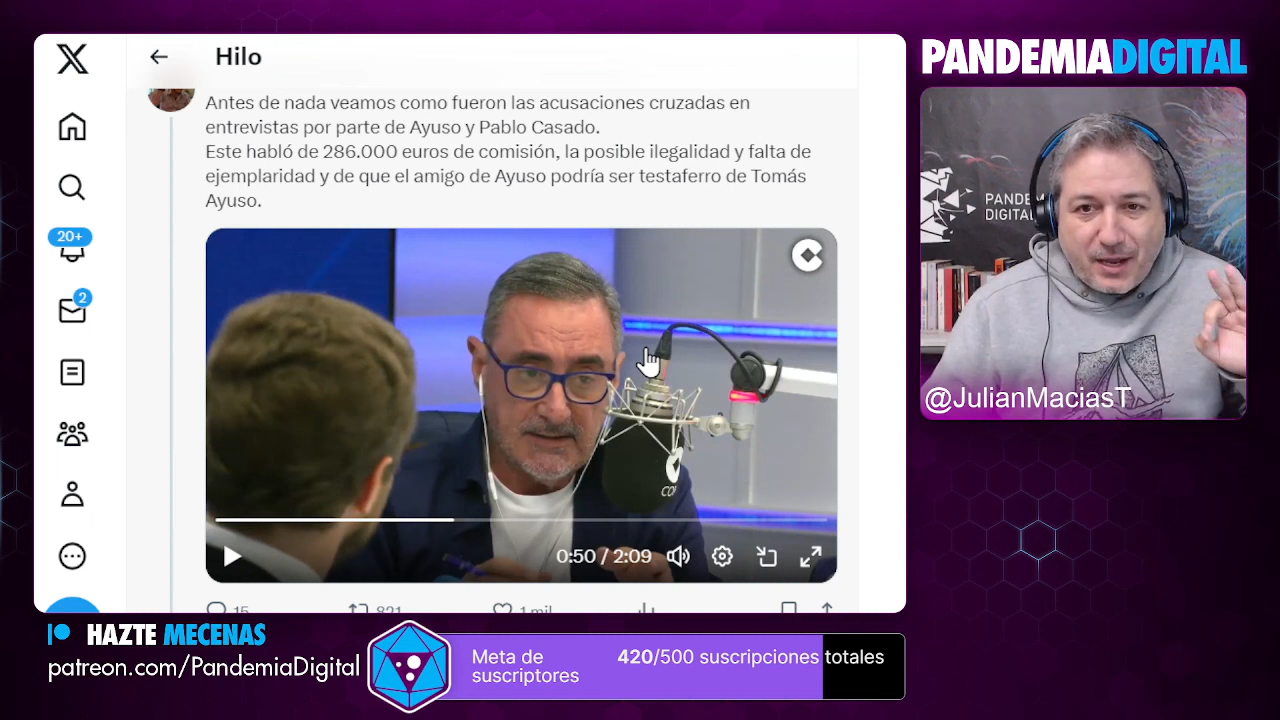 Hilo
Antes de nada veamos como fueron las acusaciones cruzadas en
entrevistas por parte de Ayuso y Pablo Casado.
Este habló de 286.000 euros de comisión, la posible ilegalidad y falta de
ejemplaridad y de que el amigo de Ayuso podría ser testaferro de Tomás
Ayuso.
20+
2
0:50 / 2:09
15
821
1 mil
PANDEMIADIGITAL
DIGITAL
@JulianMaciasT
HAZTE MECENAS
patreon.com/PandemiaDigital
Meta de
suscriptores
420/500 suscripciones totales